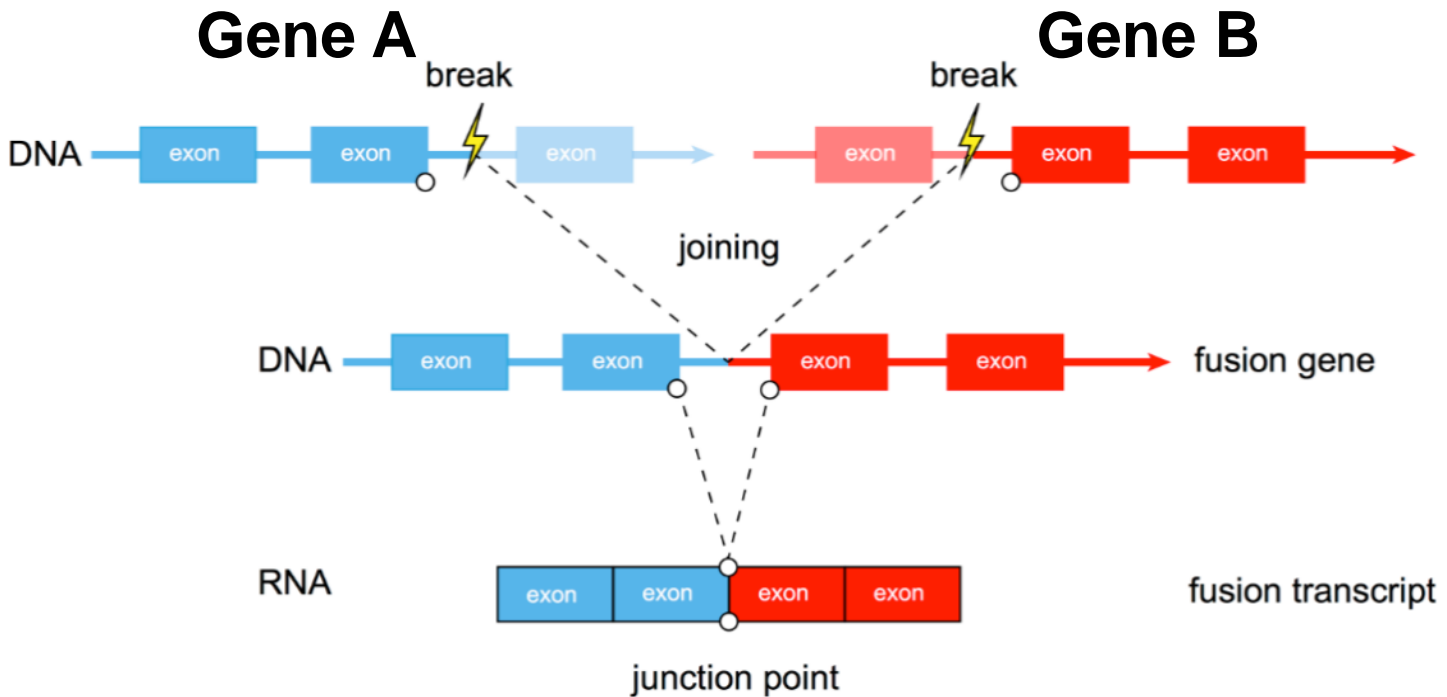 Gene A
Gene B
break
break
DNA
exon
exon
exon
exon
exon
exon
joining
DNA
exon
exon
exon
exon
fusion gene
RNA
exon
exon
exon
exon
fusion transcript
junction point